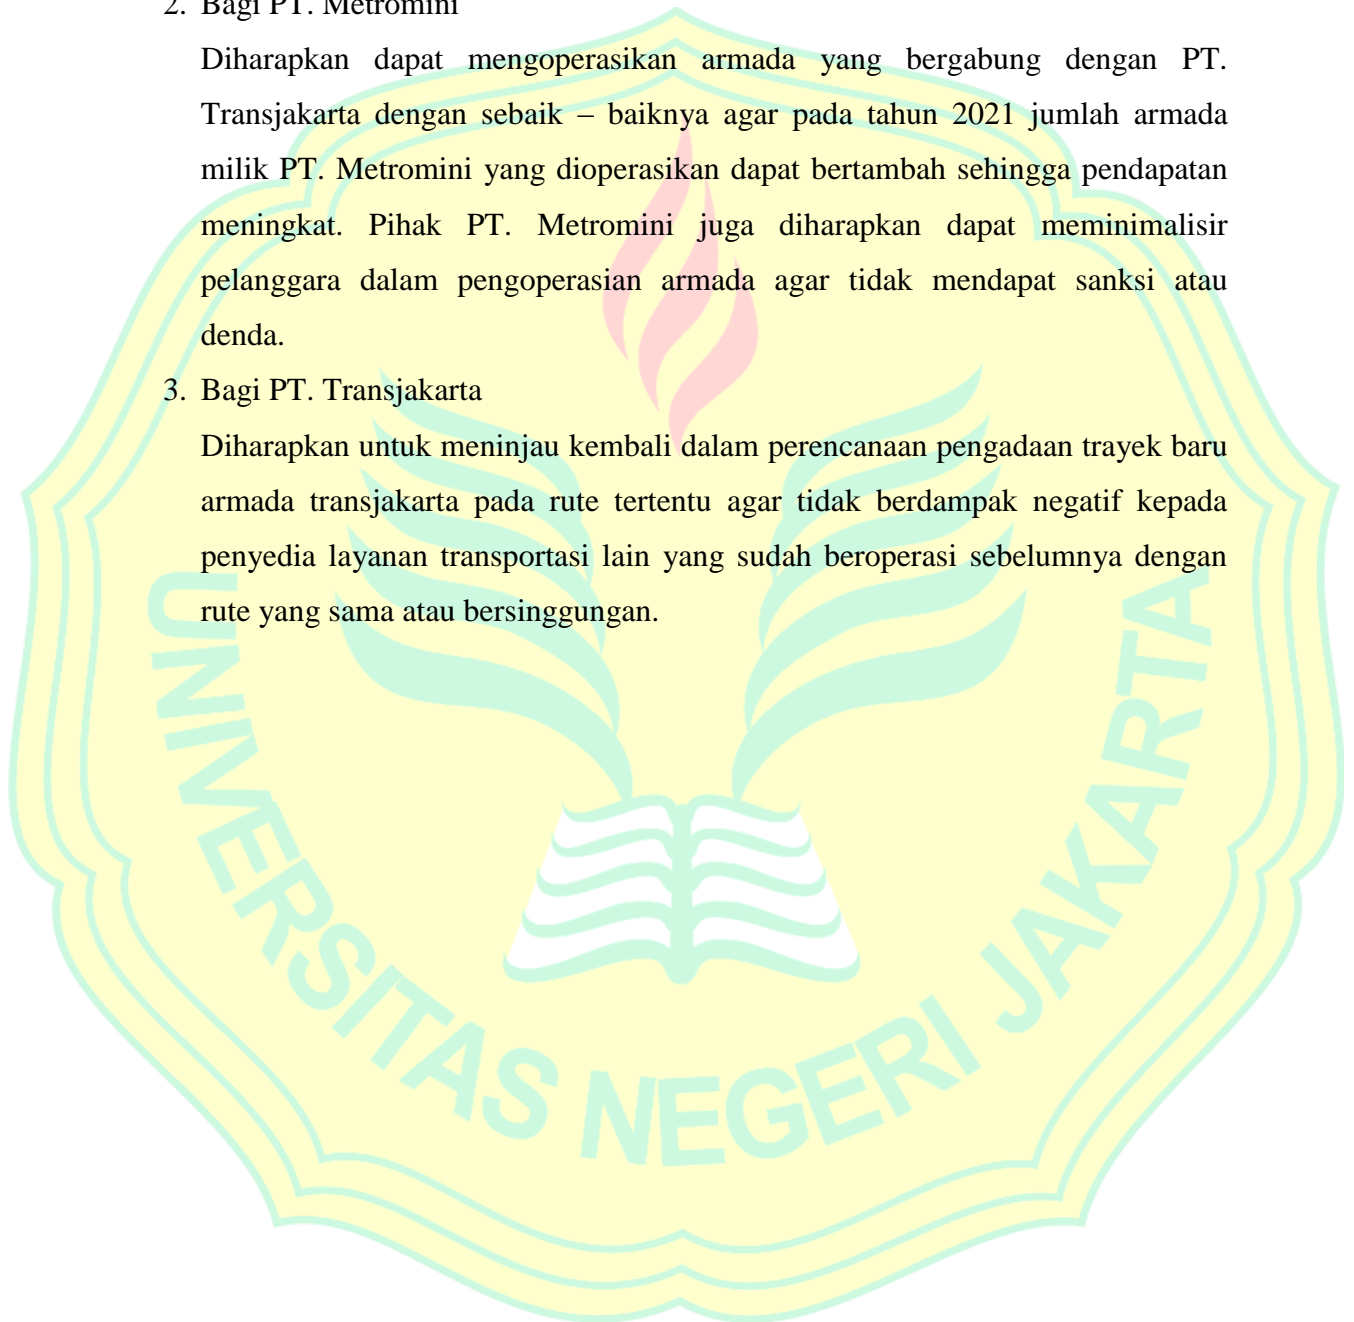 2. Bagi PT. Metromini
Diharapkan dapat mengoperasikan armada yang bergabung dengan PT.
Transjakarta dengan sebaik – baiknya agar pada tahun 2021 jumlah armada
milik PT. Metromini yang dioperasikan dapat bertambah sehingga pendapatan
meningkat. Pihak PT. Metromini juga diharapkan dapat meminimalisir
pelanggara dalam pengoperasian armada agar tidak mendapat sanksi atau
denda.
3. Bagi PT. Transjakarta
Diharapkan untuk meninjau kembali dalam perencanaan pengadaan trayek baru
armada transjakarta pada rute tertentu agar tidak berdampak negatif kepada
penyedia layanan transportasi lain yang sudah beroperasi sebelumnya dengan
rute yang sama atau bersinggungan.
UNIVERSITAS NEGERI JAKARTA